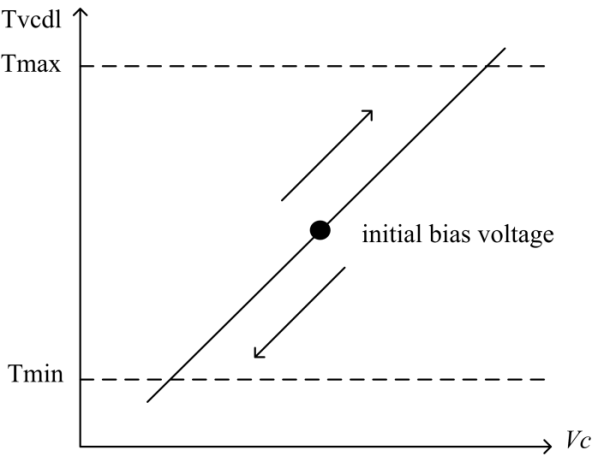 Tvcdl
Tmax
initial bias voltage
Tmin
Vc